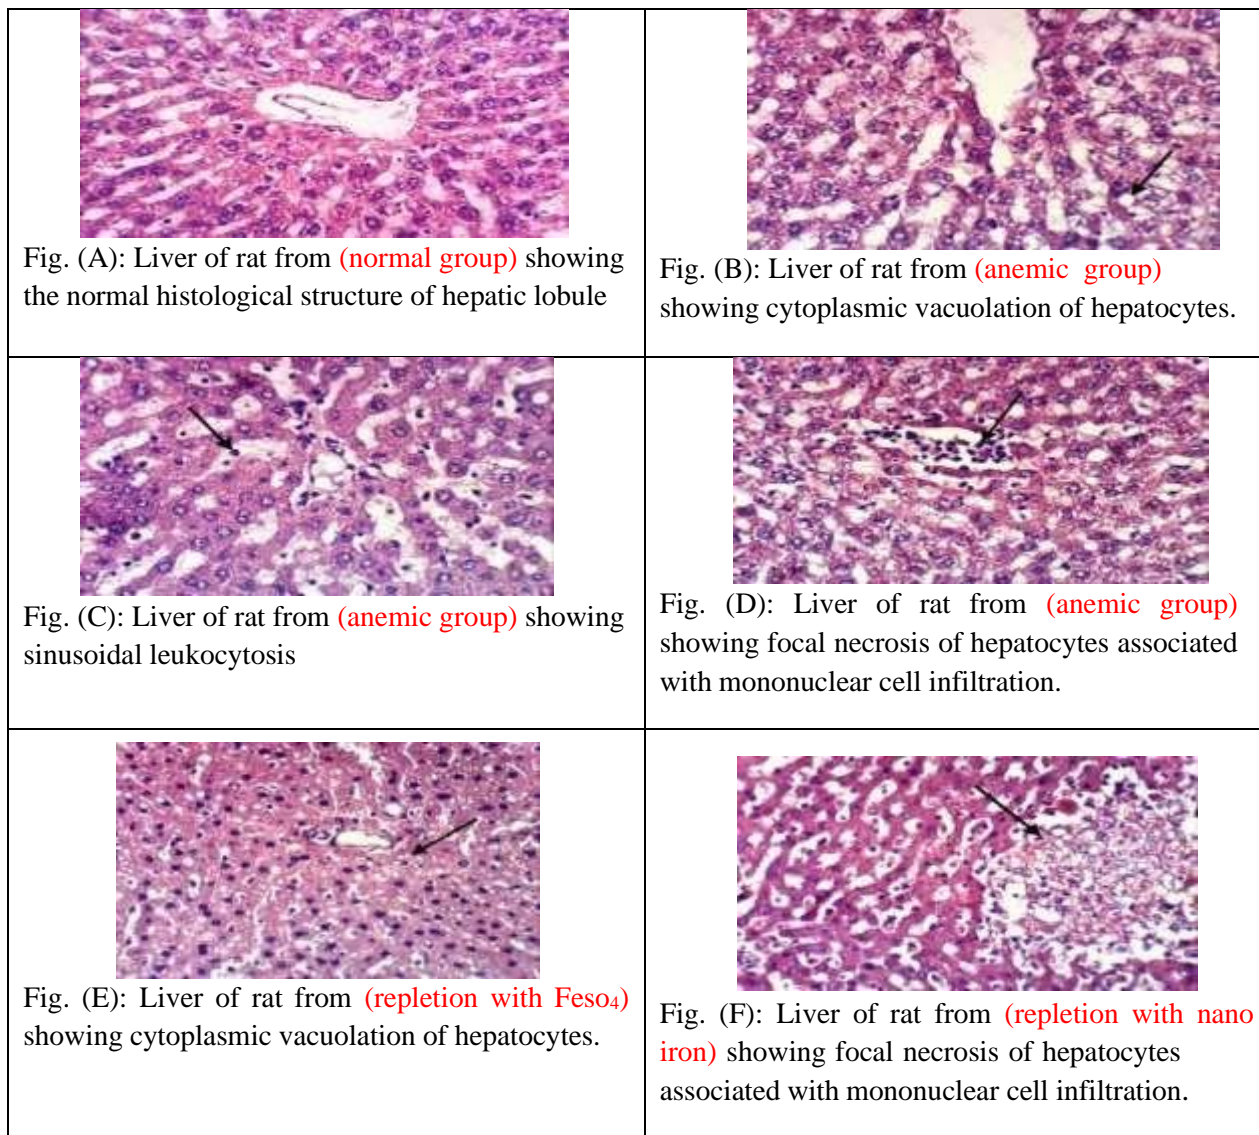 Fig. (A): Liver of rat from (normal group) showing
the normal histological structure of hepatic lobule
Fig. (B): Liver of rat from (anemic group)
showing cytoplasmic vacuolation of hepatocytes.
Fig. (C): Liver of rat from (anemic group) showing
sinusoidal leukocytosis
Fig. (D): Liver of rat from (anemic group)
showing focal necrosis of hepatocytes associated
with mononuclear cell infiltration.
Fig. (E): Liver of rat from (repletion with Feso₄)
showing cytoplasmic vacuolation of hepatocytes.
Fig. (F): Liver of rat from (repletion with nano
iron) showing focal necrosis of hepatocytes
associated with mononuclear cell infiltration.